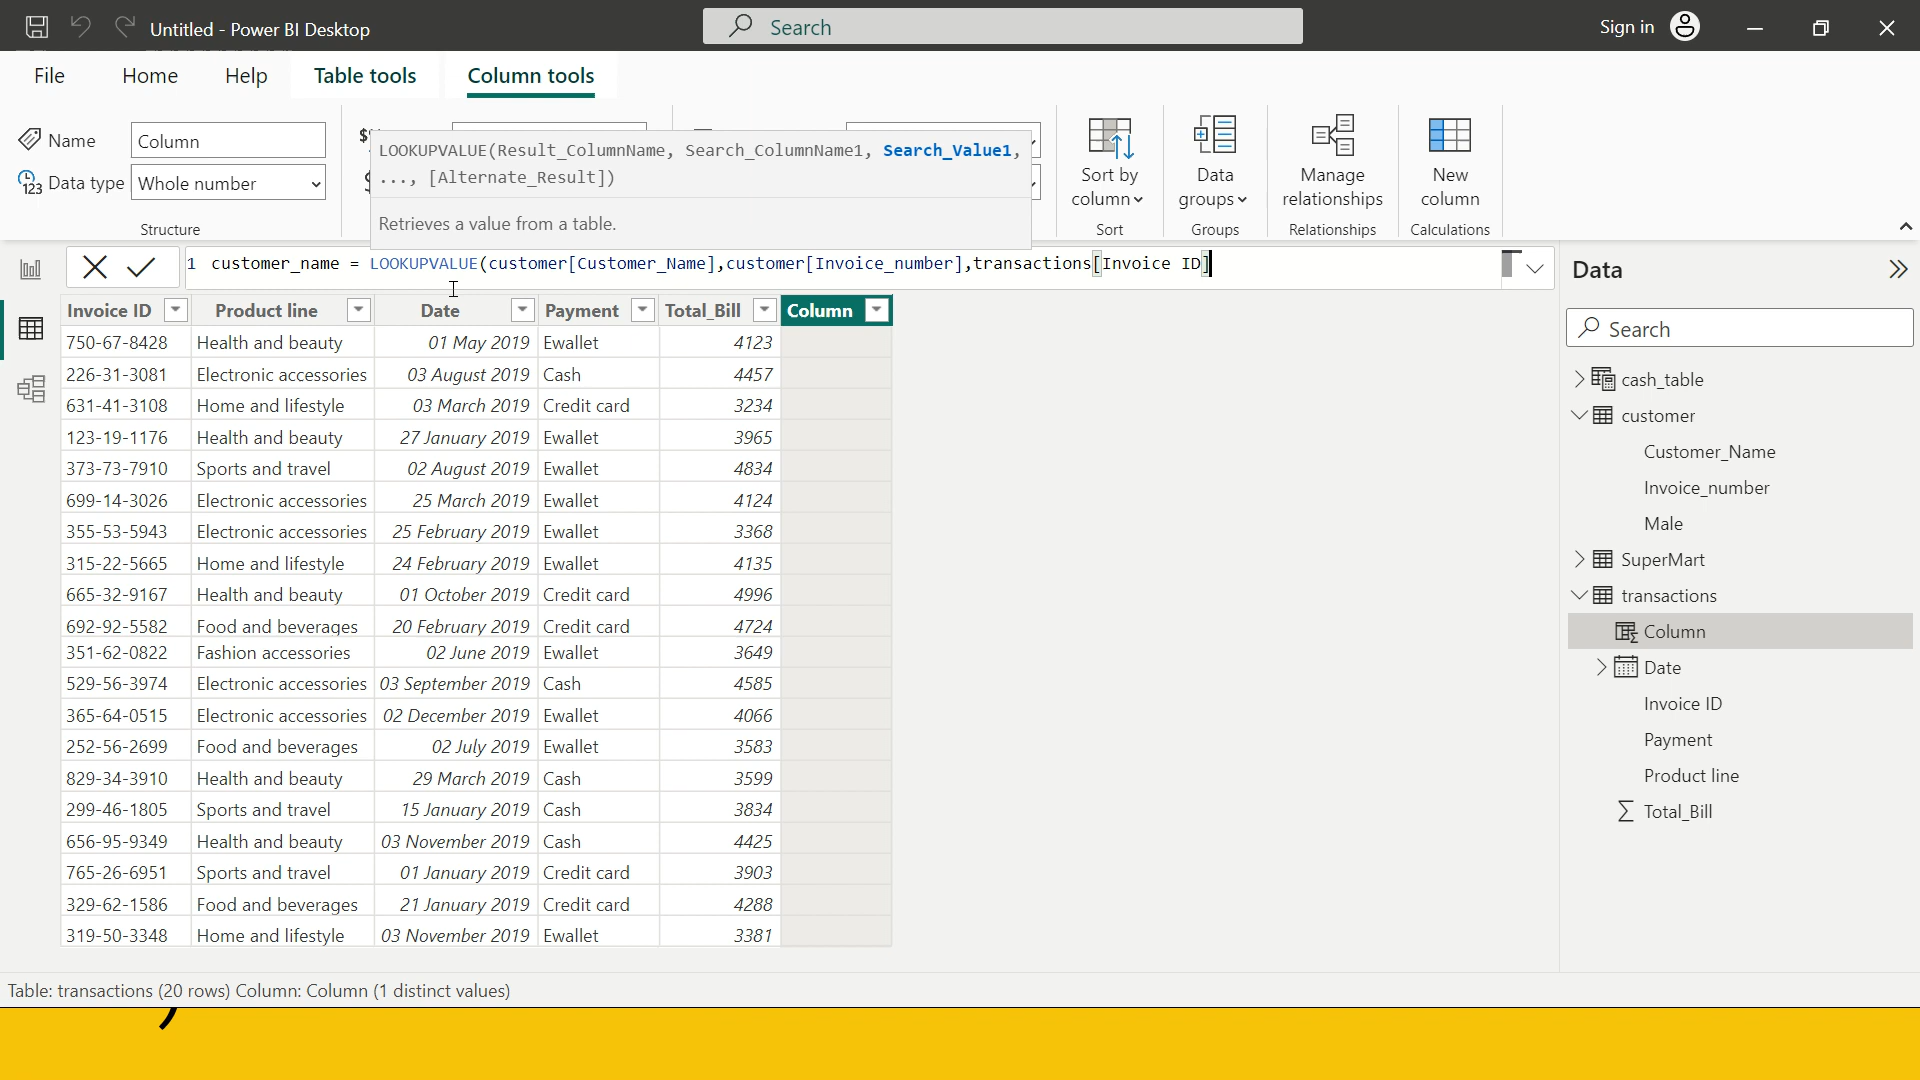 Untitled - Power BI Desktop
Search
Sign in
File Home Help Table tools Column tools
Name Column
Data type Whole number
Structure
LOOKUPVALUE(Result_ColumnName, Search_ColumnName1, Search_Value1,
..., [Alternate_Result])
Retrieves a value from a table.
Sort by
column
Sort
Data
groups
Groups
Manage
relationships
Relationships
New
column
Calculations
1 customer_name = LOOKUPVALUE(customer[Customer_Name],customer[Invoice_number],transactions[Invoice ID]
Invoice ID Product line Date Payment Total_Bill Column
750-67-8428 Health and beauty 01 May 2019 Ewallet 4123
226-31-3081 Electronic accessories 03 August 2019 Cash 4457
631-41-3108 Home and lifestyle 03 March 2019 Credit card 3234
123-19-1176 Health and beauty 27 January 2019 Ewallet 3965
373-73-7910 Sports and travel 02 August 2019 Ewallet 4834
699-14-3026 Electronic accessories 25 March 2019 Ewallet 4124
355-53-5943 Electronic accessories 25 February 2019 Ewallet 3368
315-22-5665 Home and lifestyle 24 February 2019 Ewallet 4135
665-32-9167 Health and beauty 01 October 2019 Credit card 4996
692-92-5582 Food and beverages 20 February 2019 Credit card 4724
351-62-0822 Fashion accessories 02 June 2019 Ewallet 3649
529-56-3974 Electronic accessories 03 September 2019 Cash 4585
365-64-0515 Electronic accessories 02 December 2019 Ewallet 4066
252-56-2699 Food and beverages 02 July 2019 Ewallet 3583
829-34-3910 Health and beauty 29 March 2019 Cash 3599
299-46-1805 Sports and travel 15 January 2019 Cash 3834
656-95-9349 Health and beauty 03 November 2019 Cash 4425
765-26-6951 Sports and travel 01 January 2019 Credit card 3903
329-62-1586 Food and beverages 21 January 2019 Credit card 4288
319-50-3348 Home and lifestyle 03 November 2019 Ewallet 3381
Data
Search
cash_table
customer
Customer_Name
Invoice_number
Male
SuperMart
transactions
Column
Date
Invoice ID
Payment
Product line
Total_Bill
Table: transactions (20 rows) Column: Column (1 distinct values)